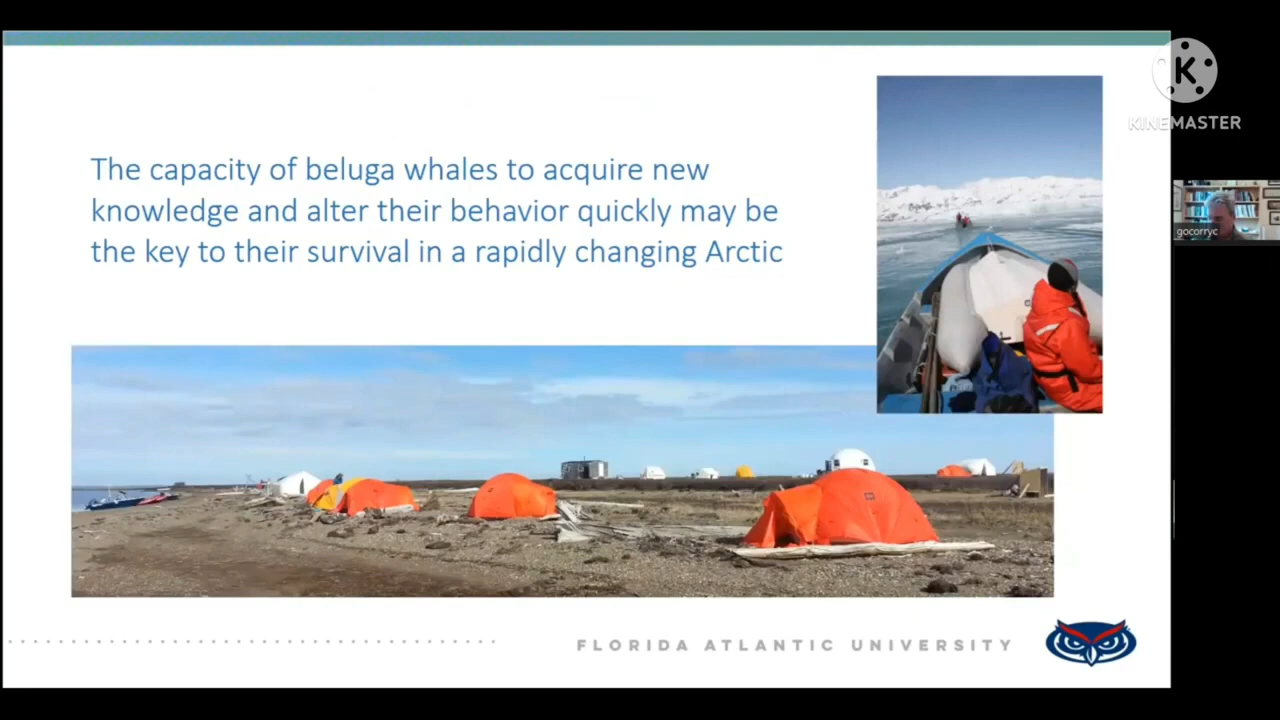 KINEMASTER
The capacity of beluga whales to acquire new
knowledge and alter their behavior quickly may be
the key to their survival in a rapidly changing Arctic
gocorryc
FLORIDA ATLANTIC UNIVERSITY